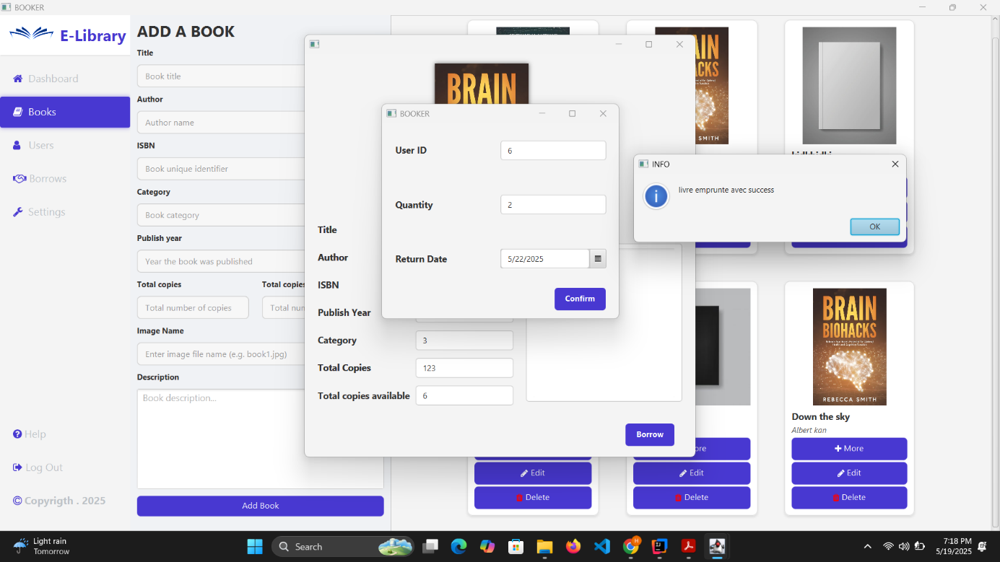 BOOKER
E-Library
Dashboard
Books
Users
Borrows
Settings
Help
Log Out
© Copyrigth . 2025
ADD A BOOK
Title
Book title
Author
Author name
ISBN
Book unique identifier
Category
Book category
Publish year
Year the book was published
Total copies
Total copies
Total number of copies
Total
Image Name
Enter image file name (e.g. book1.jpg)
Description
Book description...
Add Book
BRAIN
Title
Author
ISBN
Publish Year
Category
3
Total Copies
123
Total copies available
6
Borrow
BOOKER
User ID
6
Quantity
2
Return Date
5/22/2025
Confirm
INFO
livre emprunte avec success
OK
SMITH
BRAIN
BIOHACKS
REBECCA SMITH
Down the sky
Albert kan
More
Edit
Edit
Edit
Delete
Delete
Delete
Light rain
Tomorrow
Search
7:18 PM
5/19/2025